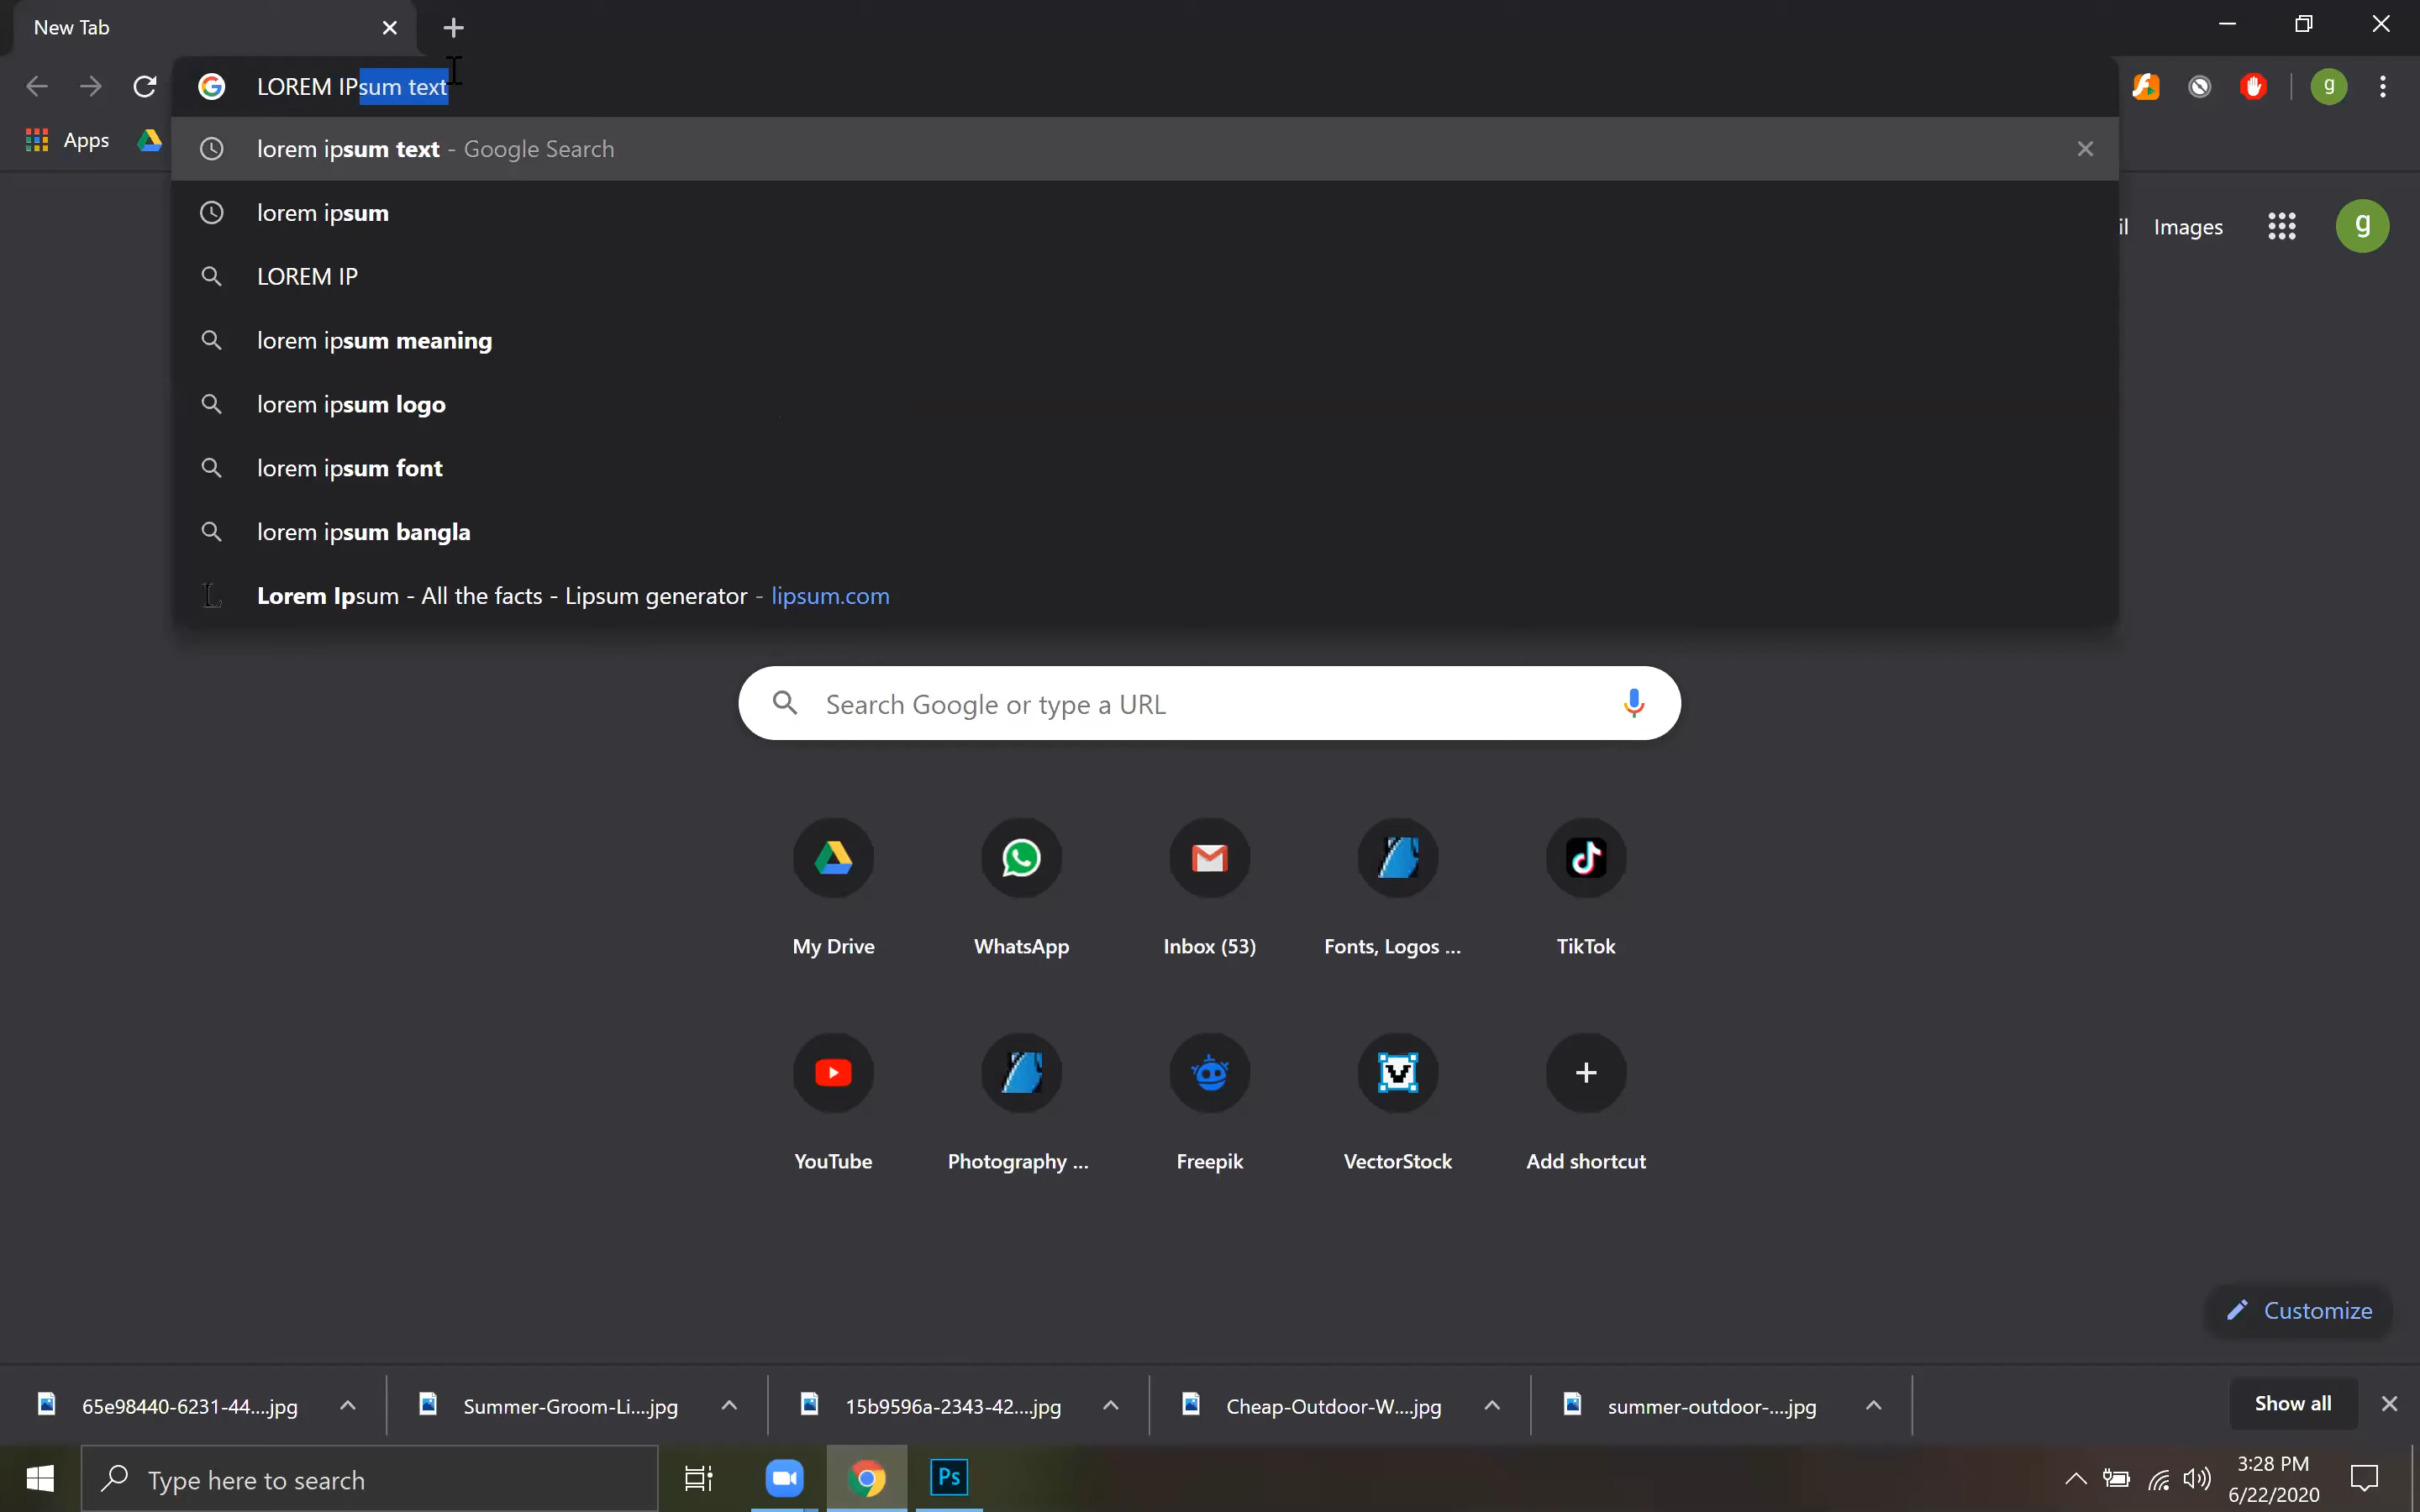 New Tab
LOREM IPsum text
Apps
lorem ipsum text - Google Search
lorem ipsum
LOREM IP
lorem ipsum meaning
lorem ipsum logo
lorem ipsum font
lorem ipsum bangla
Lorem Ipsum - All the facts - Lipsum generator - lipsum.com
il Images
g
g
Search Google or type a URL
My Drive WhatsApp Inbox (53) Fonts, Logos ... TikTok
YouTube Photography ... Freepik VectorStock Add shortcut
Customize
65e98440-6231-44....jpg Summer-Groom-Li....jpg 15b9596a-2343-42....jpg Cheap-Outdoor-W....jpg summer-outdoor-....jpg Show all
Type here to search
Ps
3:28 PM
6/22/2020